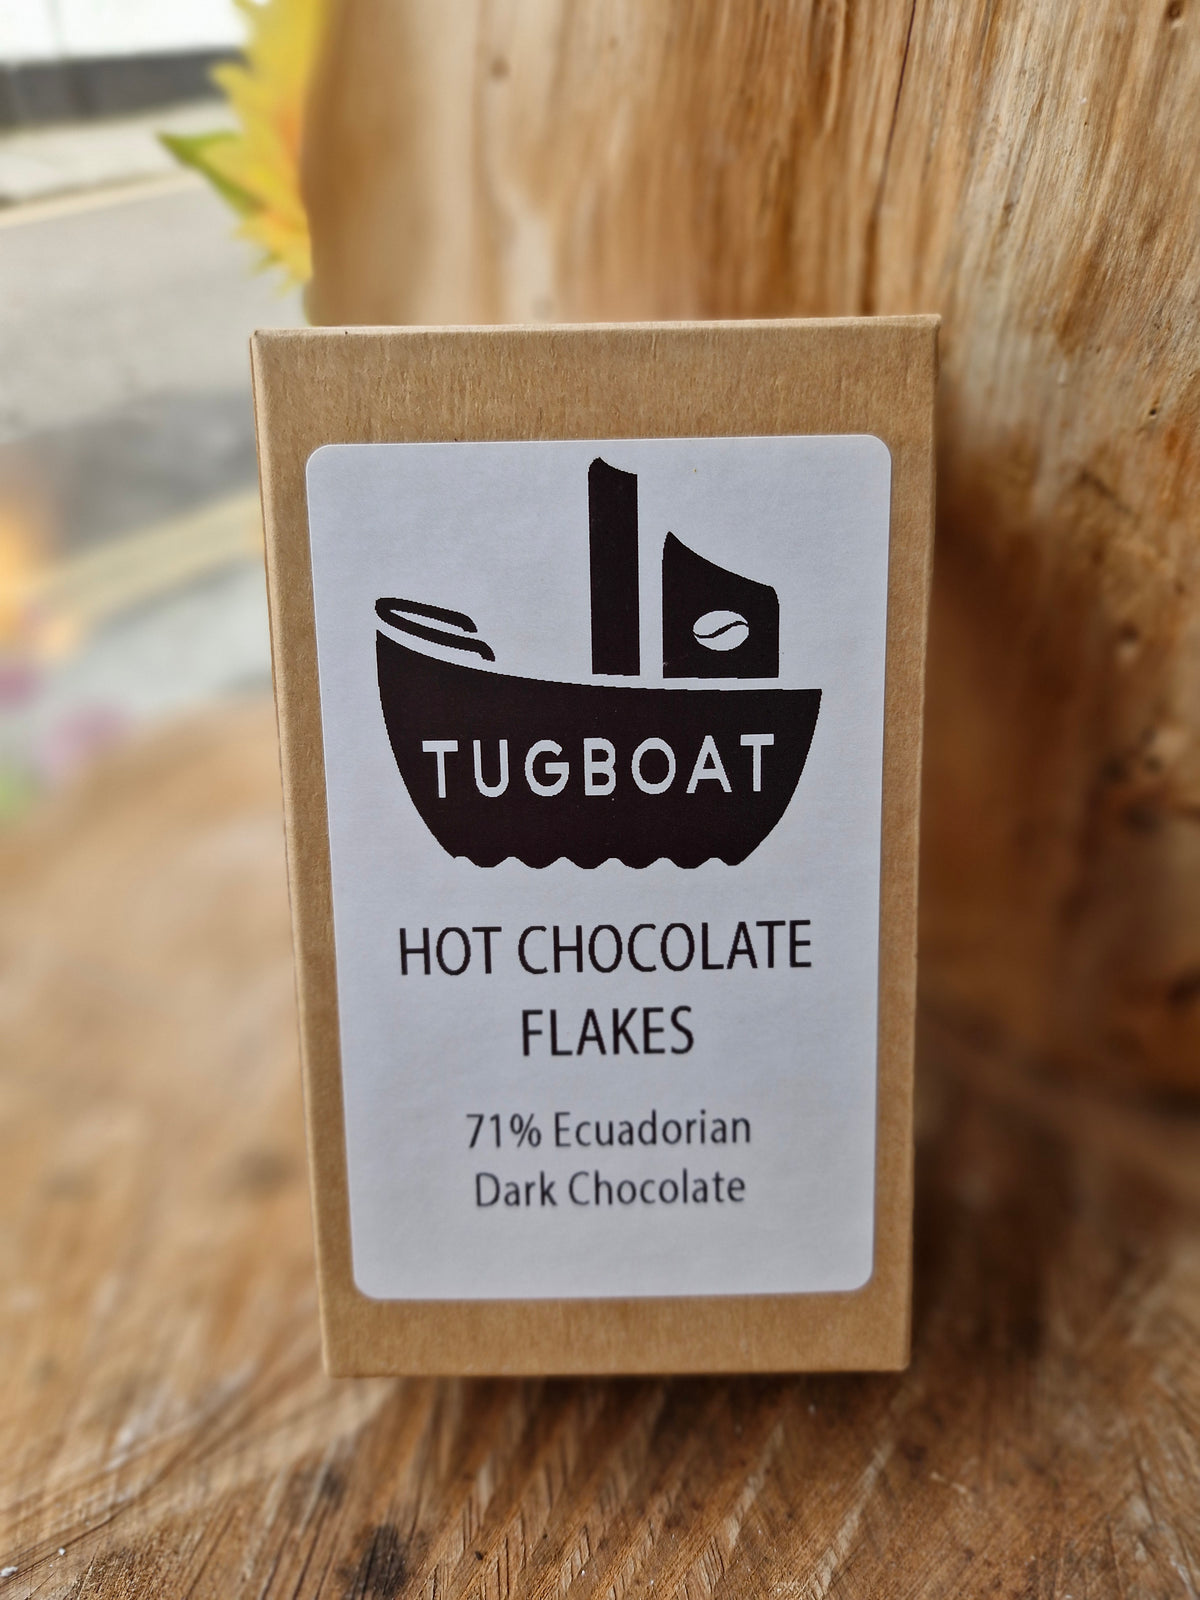 TUGBOAT
HOT CHOCOLATE
FLAKES
71% Ecuadorian
Dark Chocolate